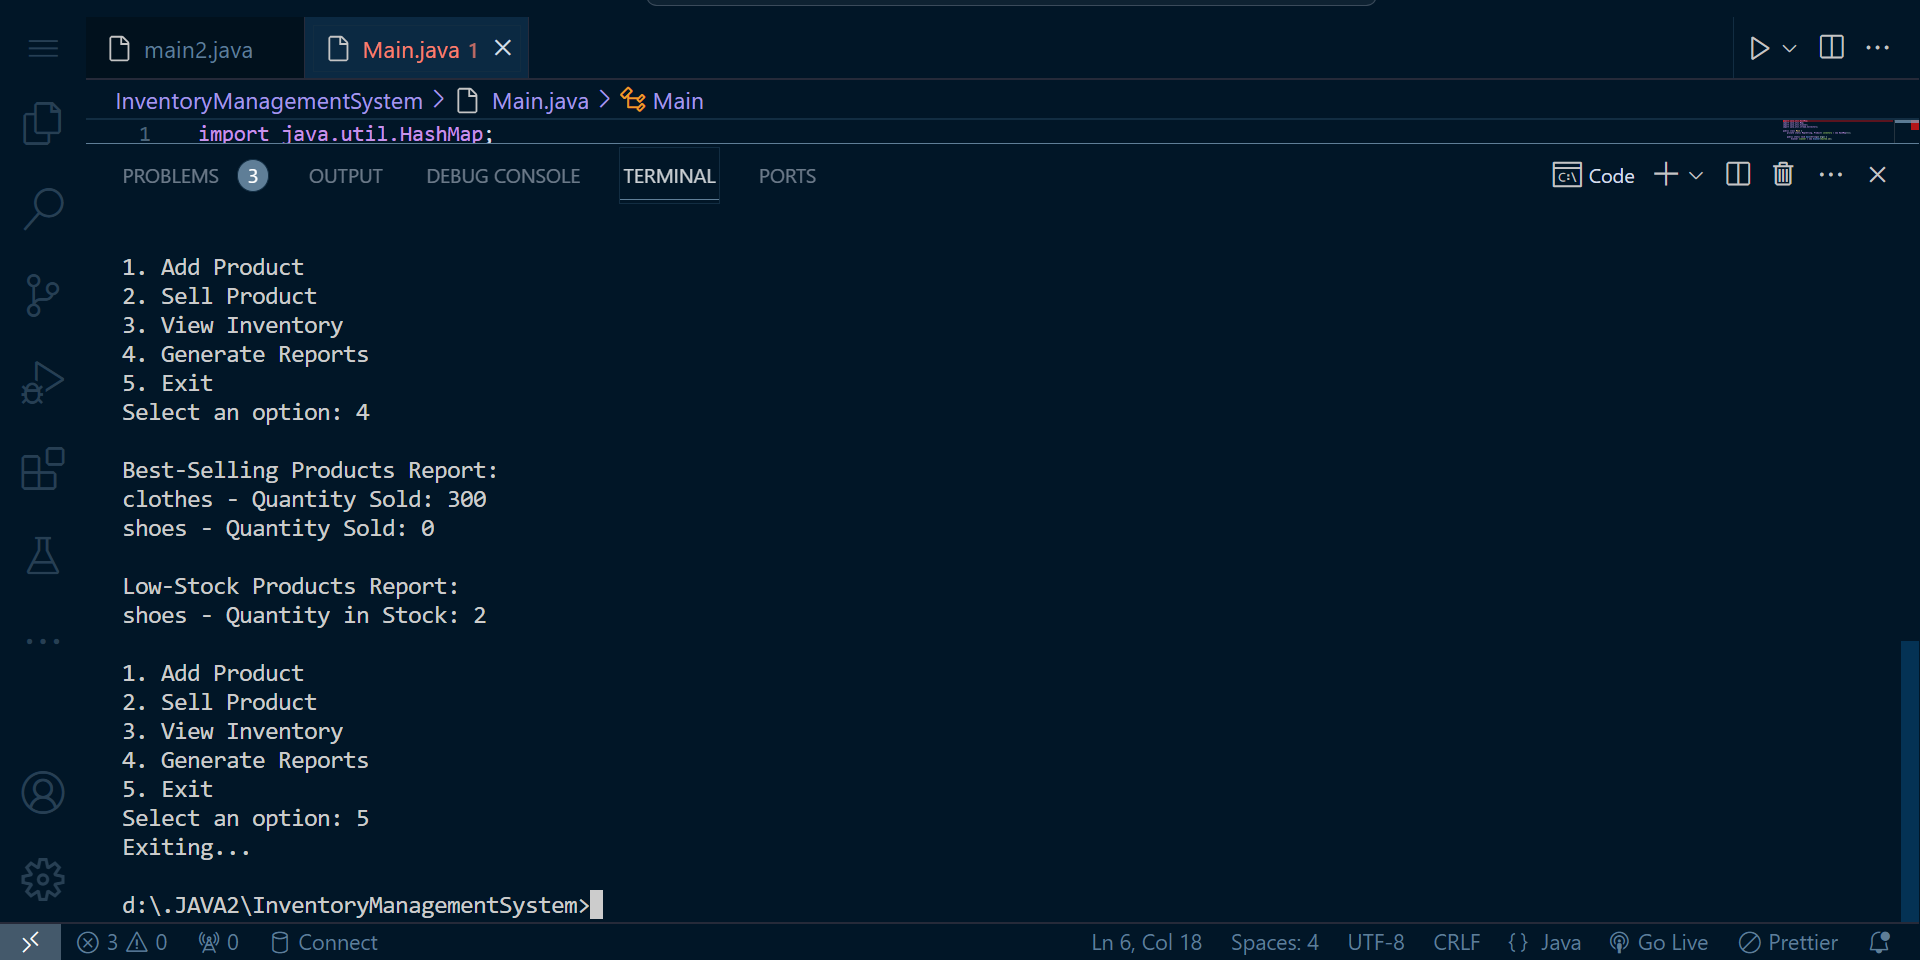 main2.java
Main.java 1
InventoryManagementSystem > Main.java > Main
1 import java.util.HashMap;
PROBLEMS 3 OUTPUT DEBUG CONSOLE TERMINAL PORTS
Code
1. Add Product
2. Sell Product
3. View Inventory
4. Generate Reports
5. Exit
Select an option: 4
Best-Selling Products Report:
clothes - Quantity Sold: 300
shoes - Quantity Sold: 0
Low-Stock Products Report:
shoes - Quantity in Stock: 2
1. Add Product
2. Sell Product
3. View Inventory
4. Generate Reports
5. Exit
Select an option: 5
Exiting...
d:\.JAVA2\InventoryManagementSystem>
3 0 0 Connect Ln 6, Col 18 Spaces: 4 UTF-8 CRLF {} Java Go Live Prettier